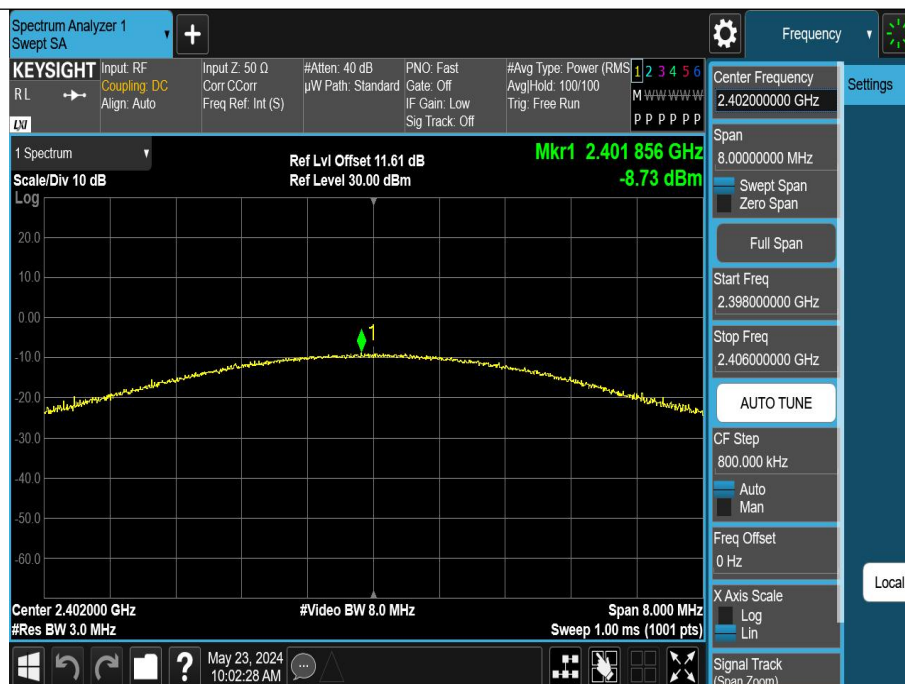 Spectrum Analyzer 1
Swept SA
Frequency
KEYSIGHT
RL
LXI
Input: RF
Coupling: DC
Align: Auto
Input Z: 50 Ω
Corr CCorr
Freq Ref: Int (S)
#Atten: 40 dB
µW Path: Standard
PNO: Fast
Gate: Off
IF Gain: Low
Sig Track: Off
#Avg Type: Power (RMS
Avg|Hold: 100/100
Trig: Free Run
1 2 3 4 5 6
M W W W W W
P P P P P P
1 Spectrum
Scale/Div 10 dB
Log
Ref Lvl Offset 11.61 dB
Ref Level 30.00 dBm
Mkr1 2.401 856 GHz
-8.73 dBm
20.0
10.0
0.00
1
-10.0
-20.0
-30.0
-40.0
-50.0
-60.0
Center 2.402000 GHz
#Res BW 3.0 MHz
#Video BW 8.0 MHz
Span 8.000 MHz
Sweep 1.00 ms (1001 pts)
?
May 23, 2024
10:02:28 AM
Center Frequency
2.402000000 GHz
Span
8.00000000 MHz
Swept Span
Zero Span
Full Span
Start Freq
2.398000000 GHz
Stop Freq
2.406000000 GHz
AUTO TUNE
CF Step
800.000 kHz
Auto
Man
Freq Offset
0 Hz
X Axis Scale
Log
Lin
Signal Track
(Span Zoom)
Settings
Local